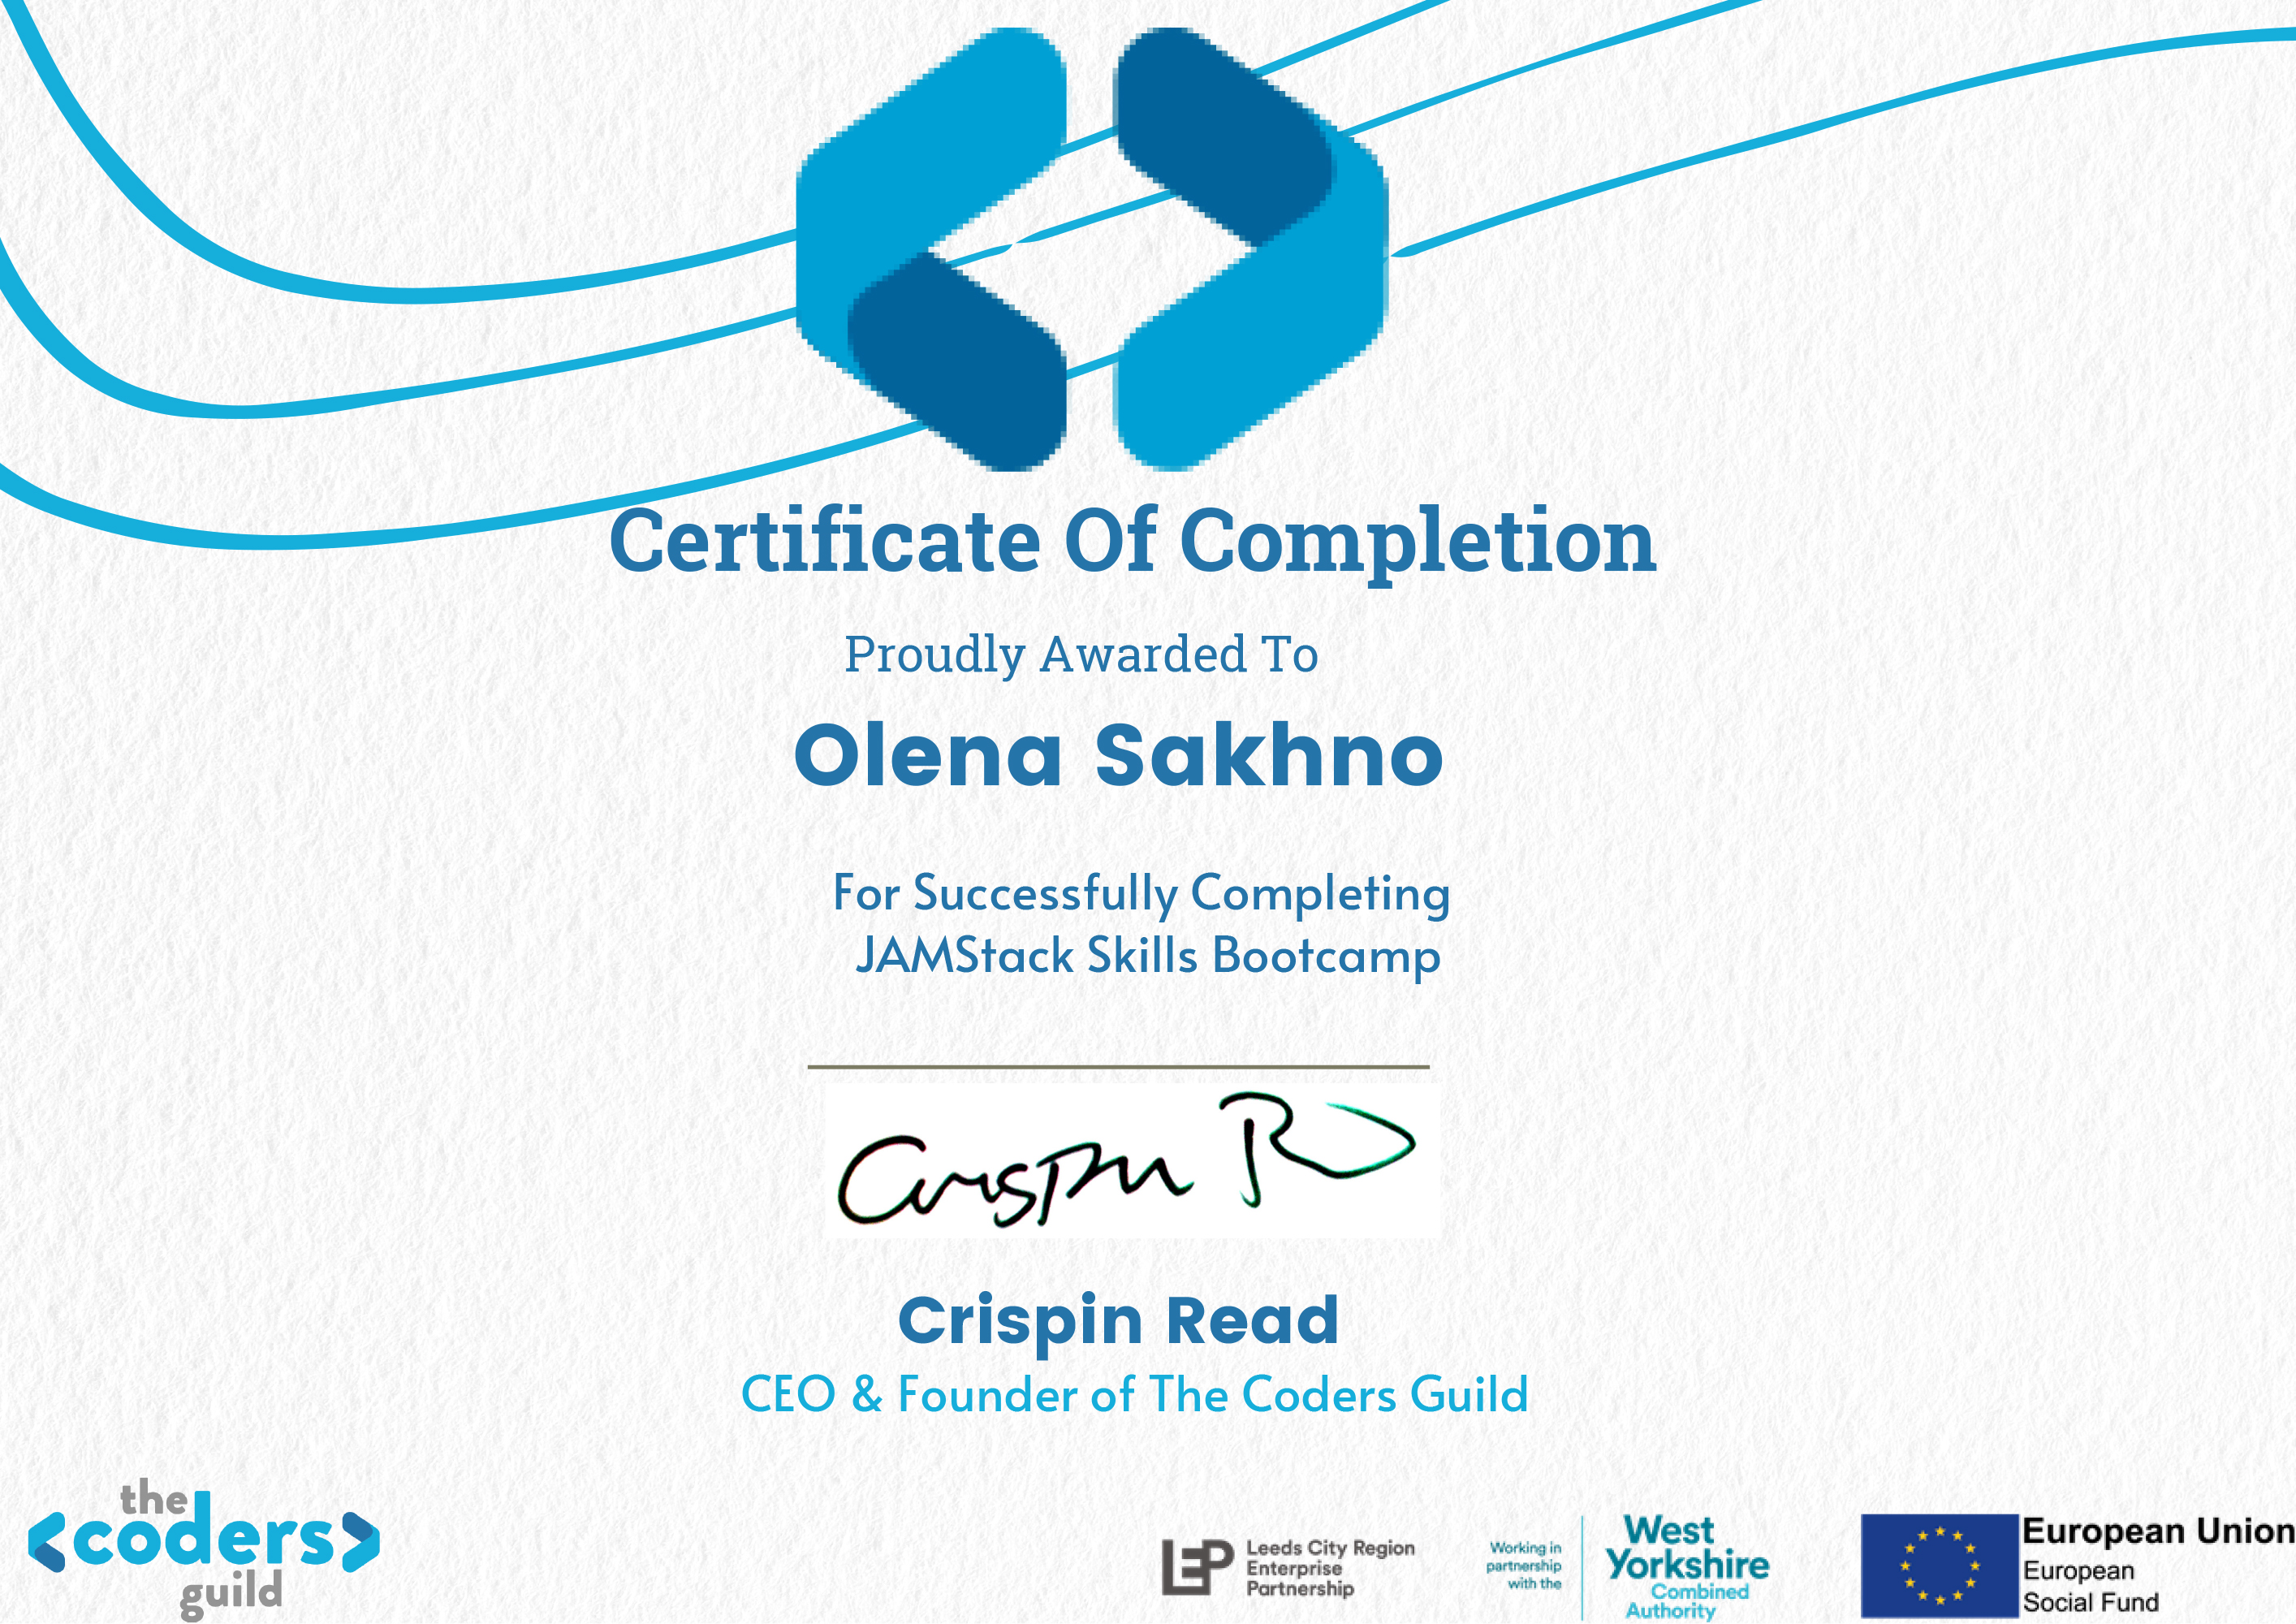 Certificate Of Completion
Proudly Awarded To
Olena Sakhno
For Successfully Completing
JAMStack Skills Bootcamp
Crispin R
Crispin Read
CEO & Founder of The Coders Guild
the
<coders>
guild
LEP
Leeds City Region
Enterprise
Partnership
Working in
partnership
with the
West
Yorkshire
Combined
Authority
European Union
European
Social Fund